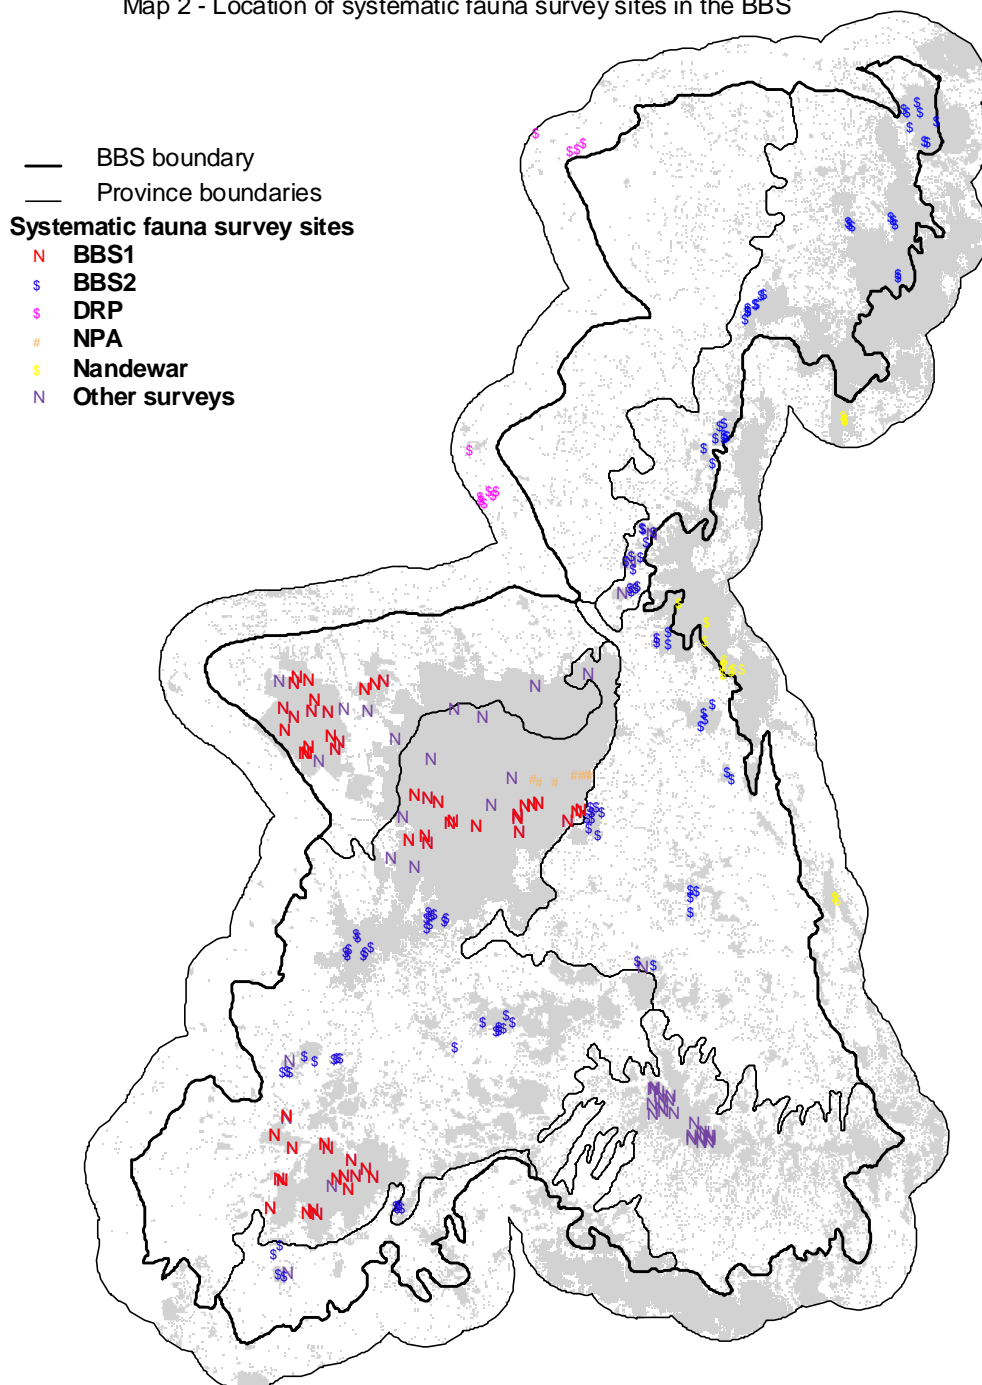 Map 2 - Location of systematic fauna survey sites in the BBS
BBS boundary
Province boundaries
Systematic fauna survey sites
N BBS1
$ BBS2
$ DRP
# NPA
$ Nandewar
N Other surveys